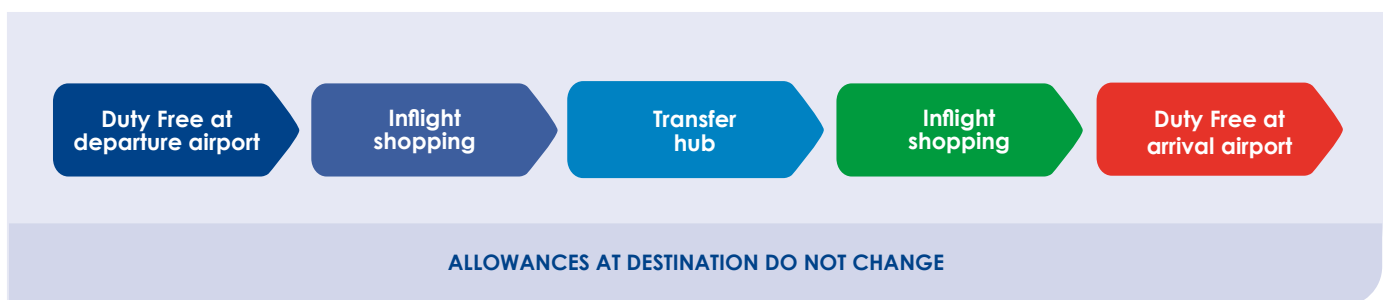 Duty Free at
departure airport
Inflight
shopping
Transfer
hub
Inflight
shopping
Duty Free at
arrival airport
ALLOWANCES AT DESTINATION DO NOT CHANGE